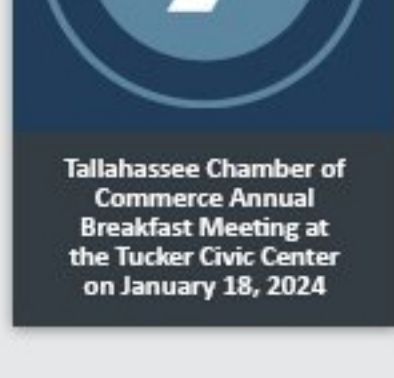 Tallahassee Chamber of
Commerce Annual
Breakfast Meeting at
the Tucker Civic Center
on January 18, 2024